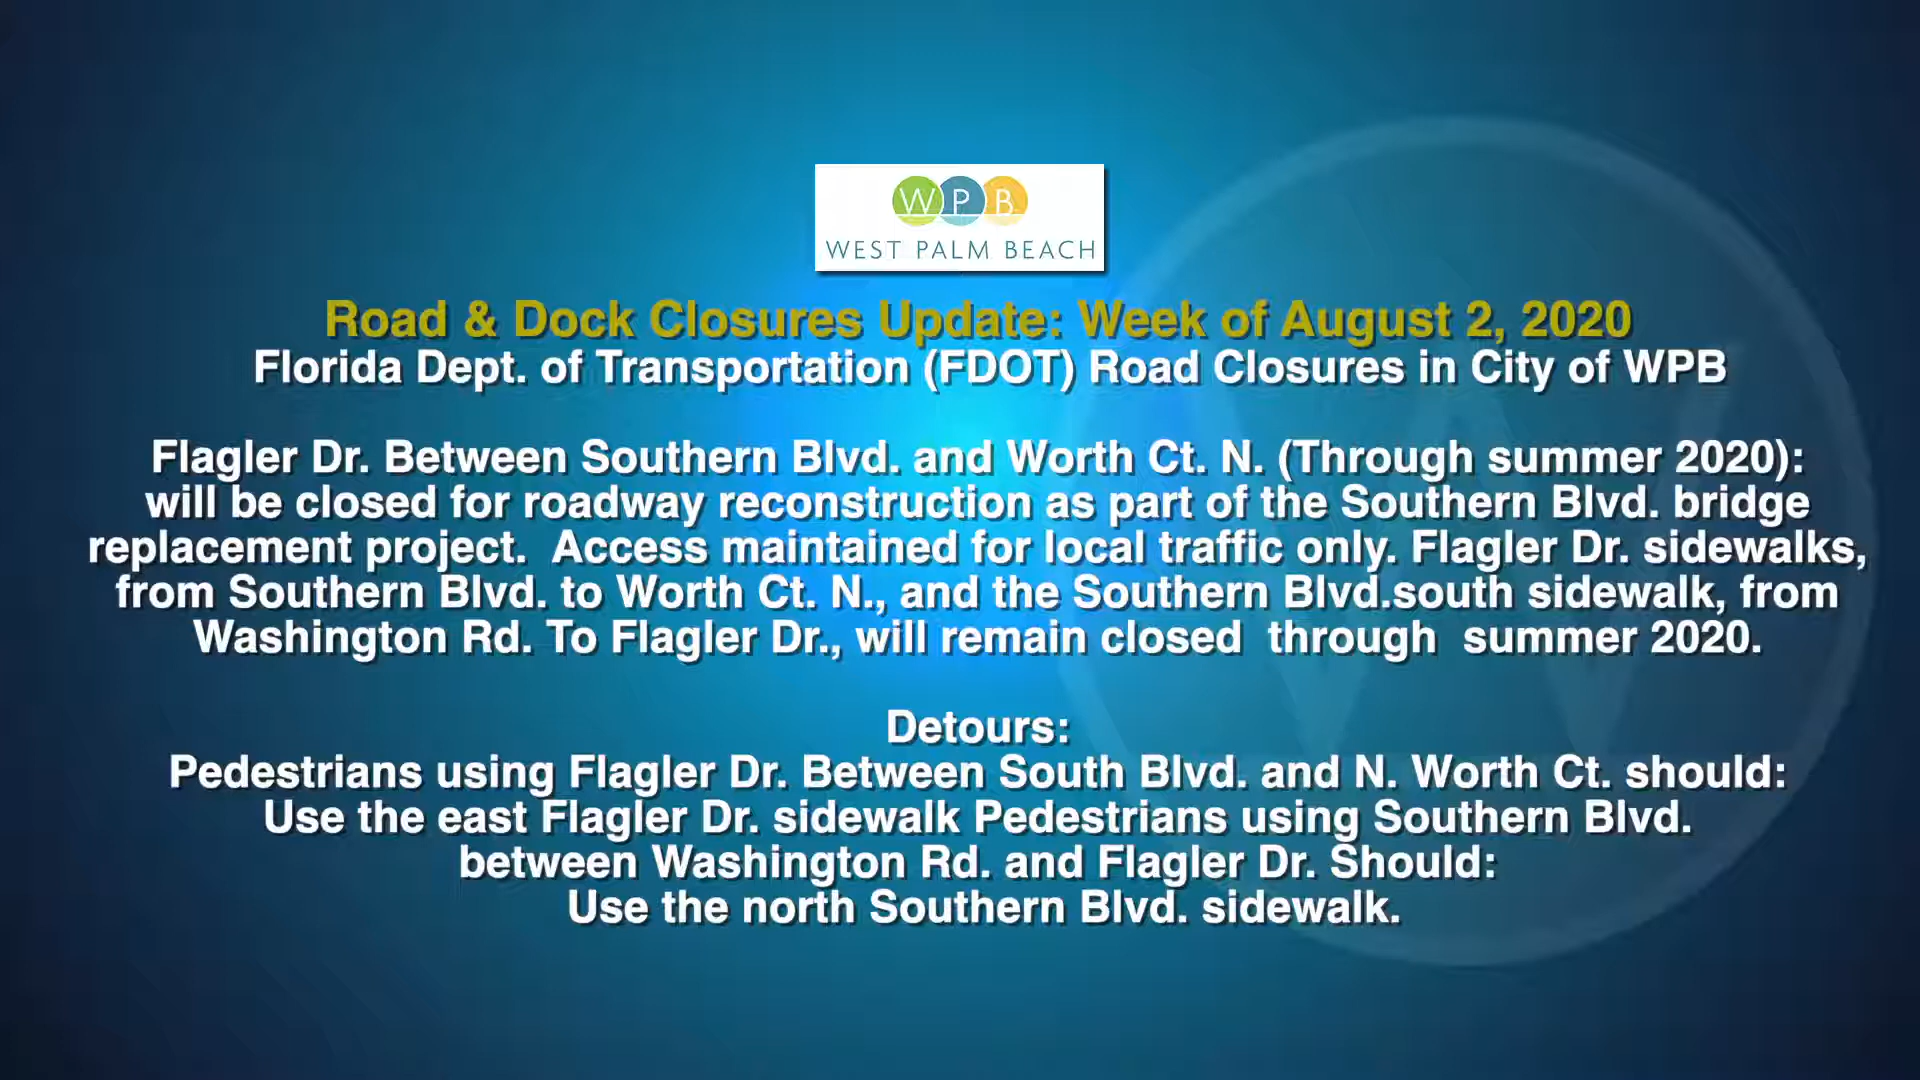 WPB
WEST PALM BEACH
Road & Dock Closures Update: Week of August 2, 2020
Florida Dept. of Transportation (FDOT) Road Closures in City of WPB
Flagler Dr. Between Southern Blvd. and Worth Ct. N. (Through summer 2020):
will be closed for roadway reconstruction as part of the Southern Blvd. bridge
replacement project.  Access maintained for local traffic only. Flagler Dr. sidewalks,
from Southern Blvd. to Worth Ct. N., and the Southern Blvd.south sidewalk, from
Washington Rd. To Flagler Dr., will remain closed  through  summer 2020.
Detours:
Pedestrians using Flagler Dr. Between South Blvd. and N. Worth Ct. should:
Use the east Flagler Dr. sidewalk Pedestrians using Southern Blvd.
between Washington Rd. and Flagler Dr. Should:
Use the north Southern Blvd. sidewalk.